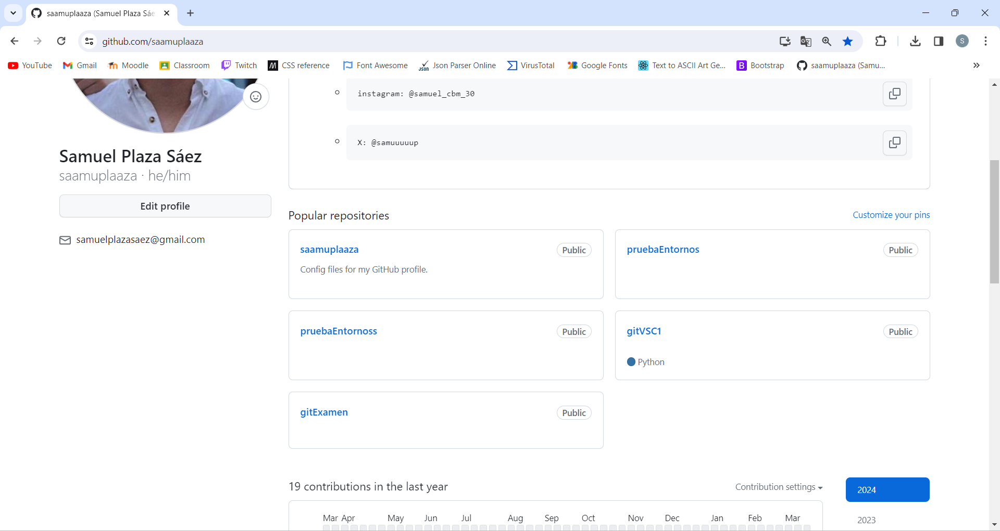 saamuplaaza (Samuel Plaza Sáe
github.com/saamuplaaza
S
YouTube Gmail Moodle Classroom Twitch M CSS reference Font Awesome JSON Json Parser Online VirusTotal Google Fonts Text to ASCII Art Ge... B Bootstrap saamuplaaza (Samu...
instagram: @samuel_cbm_30
X: @samuuuuup
Samuel Plaza Sáez
saamuplaaza · he/him
Edit profile
samuelplazasaez@gmail.com
Popular repositories
Customize your pins
saamuplaaza Public
Config files for my GitHub profile.
pruebaEntornos Public
pruebaEntornoss Public
gitVSC1 Public
Python
gitExamen Public
19 contributions in the last year
Contribution settings
2024
2023
Mar Apr May Jun Jul Aug Sep Oct Nov Dec Jan Feb Mar